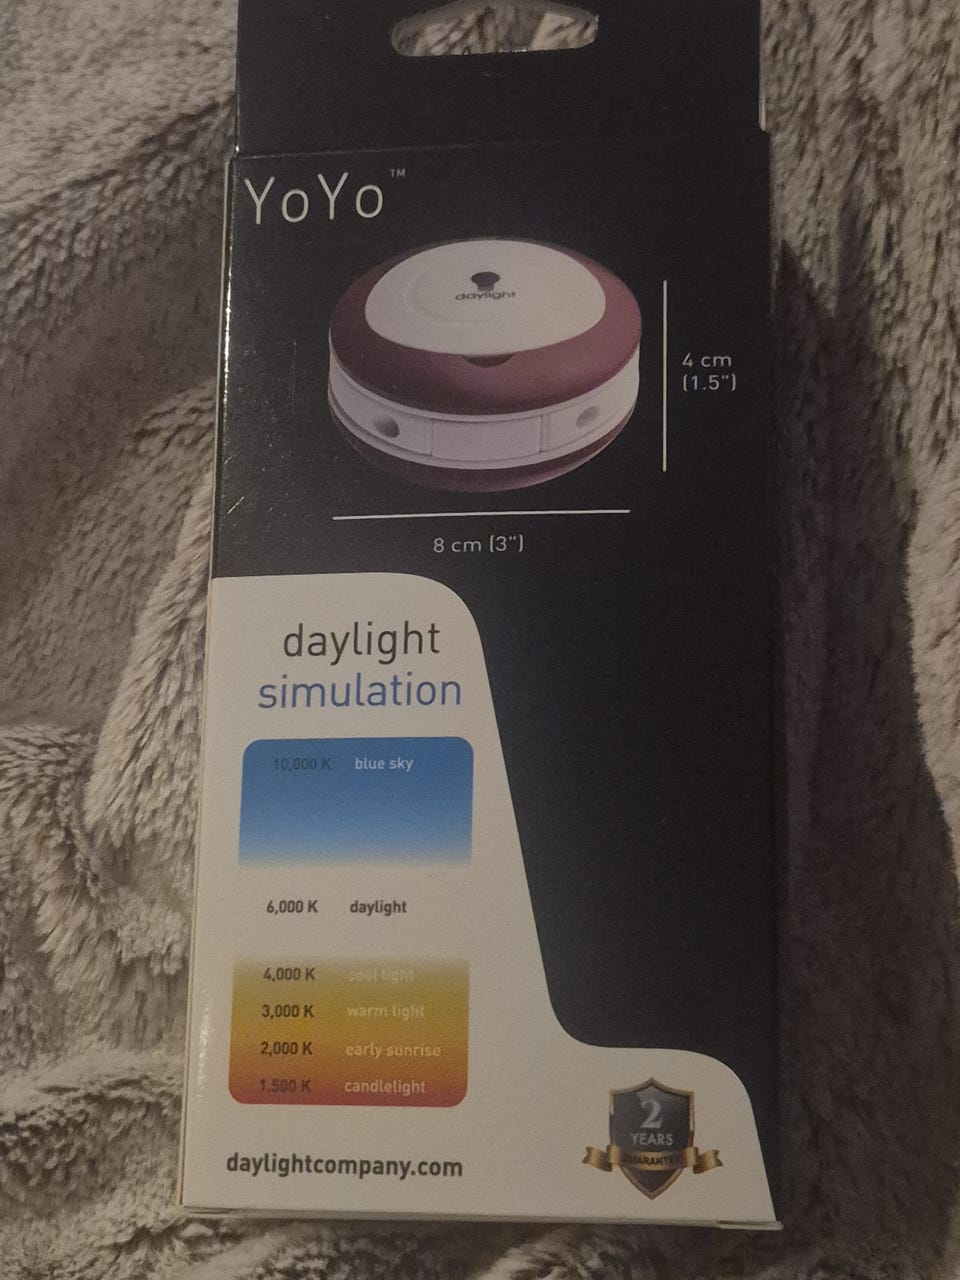 YoYo™
daylight
4 cm
(1.5")
8 cm (3")
daylight
simulation
10,000 K blue sky
6,000 K daylight
4,000 K cool light
3,000 K warm light
2,000 K early sunrise
1,500 K candlelight
2
YEARS
GUARANTEE
daylightcompany.com